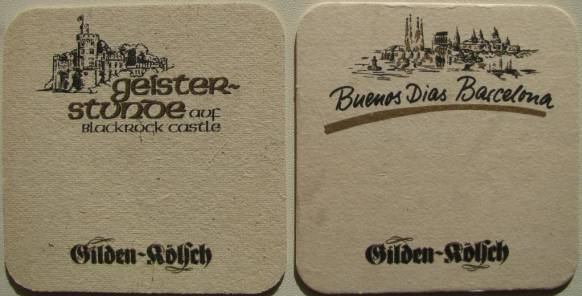 geister-
stunde auf
Blackrock castle
Gilden-Kölsch
Buenos Dias Barcelona
Gilden-Kölsch